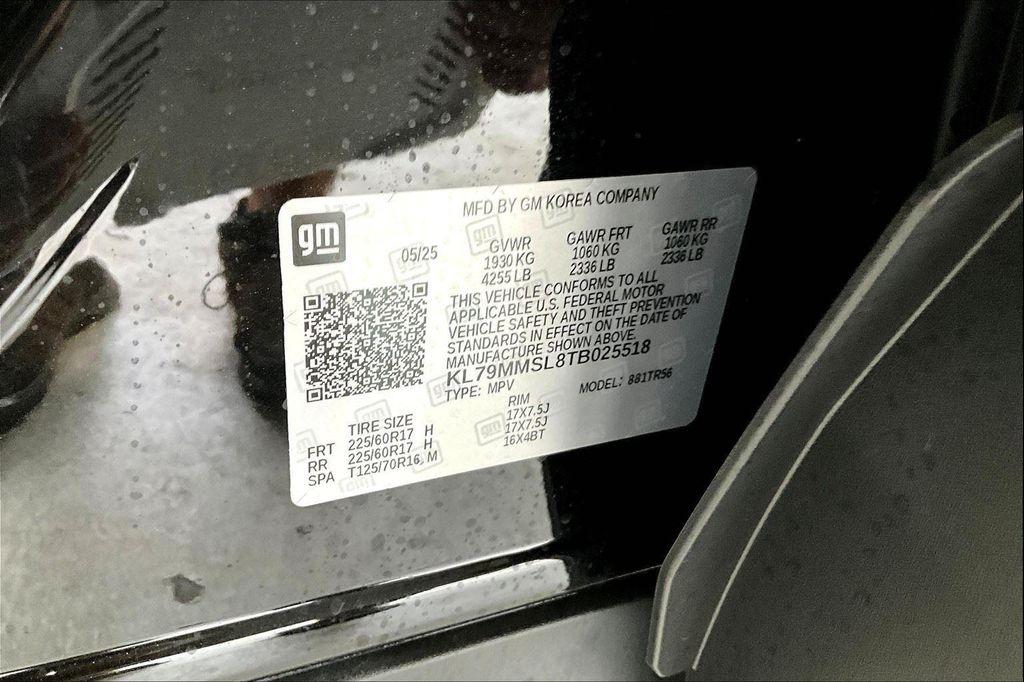 gm
MFD BY GM KOREA COMPANY
05/25
GVWR GAWR FRT GAWR RR
1930 KG 1060 KG 1060 KG
4255 LB 2336 LB 2336 LB
THIS VEHICLE CONFORMS TO ALL
APPLICABLE U.S. FEDERAL MOTOR
VEHICLE SAFETY AND THEFT PREVENTION
STANDARDS IN EFFECT ON THE DATE OF
MANUFACTURE SHOWN ABOVE.
KL79MMSL8TB025518
TYPE: MPV MODEL: 881TR56
TIRE SIZE RIM
FRT 225/60R17 H 17X7.5J
RR 225/60R17 H 17X7.5J
SPA T125/70R16, M 16X4BT